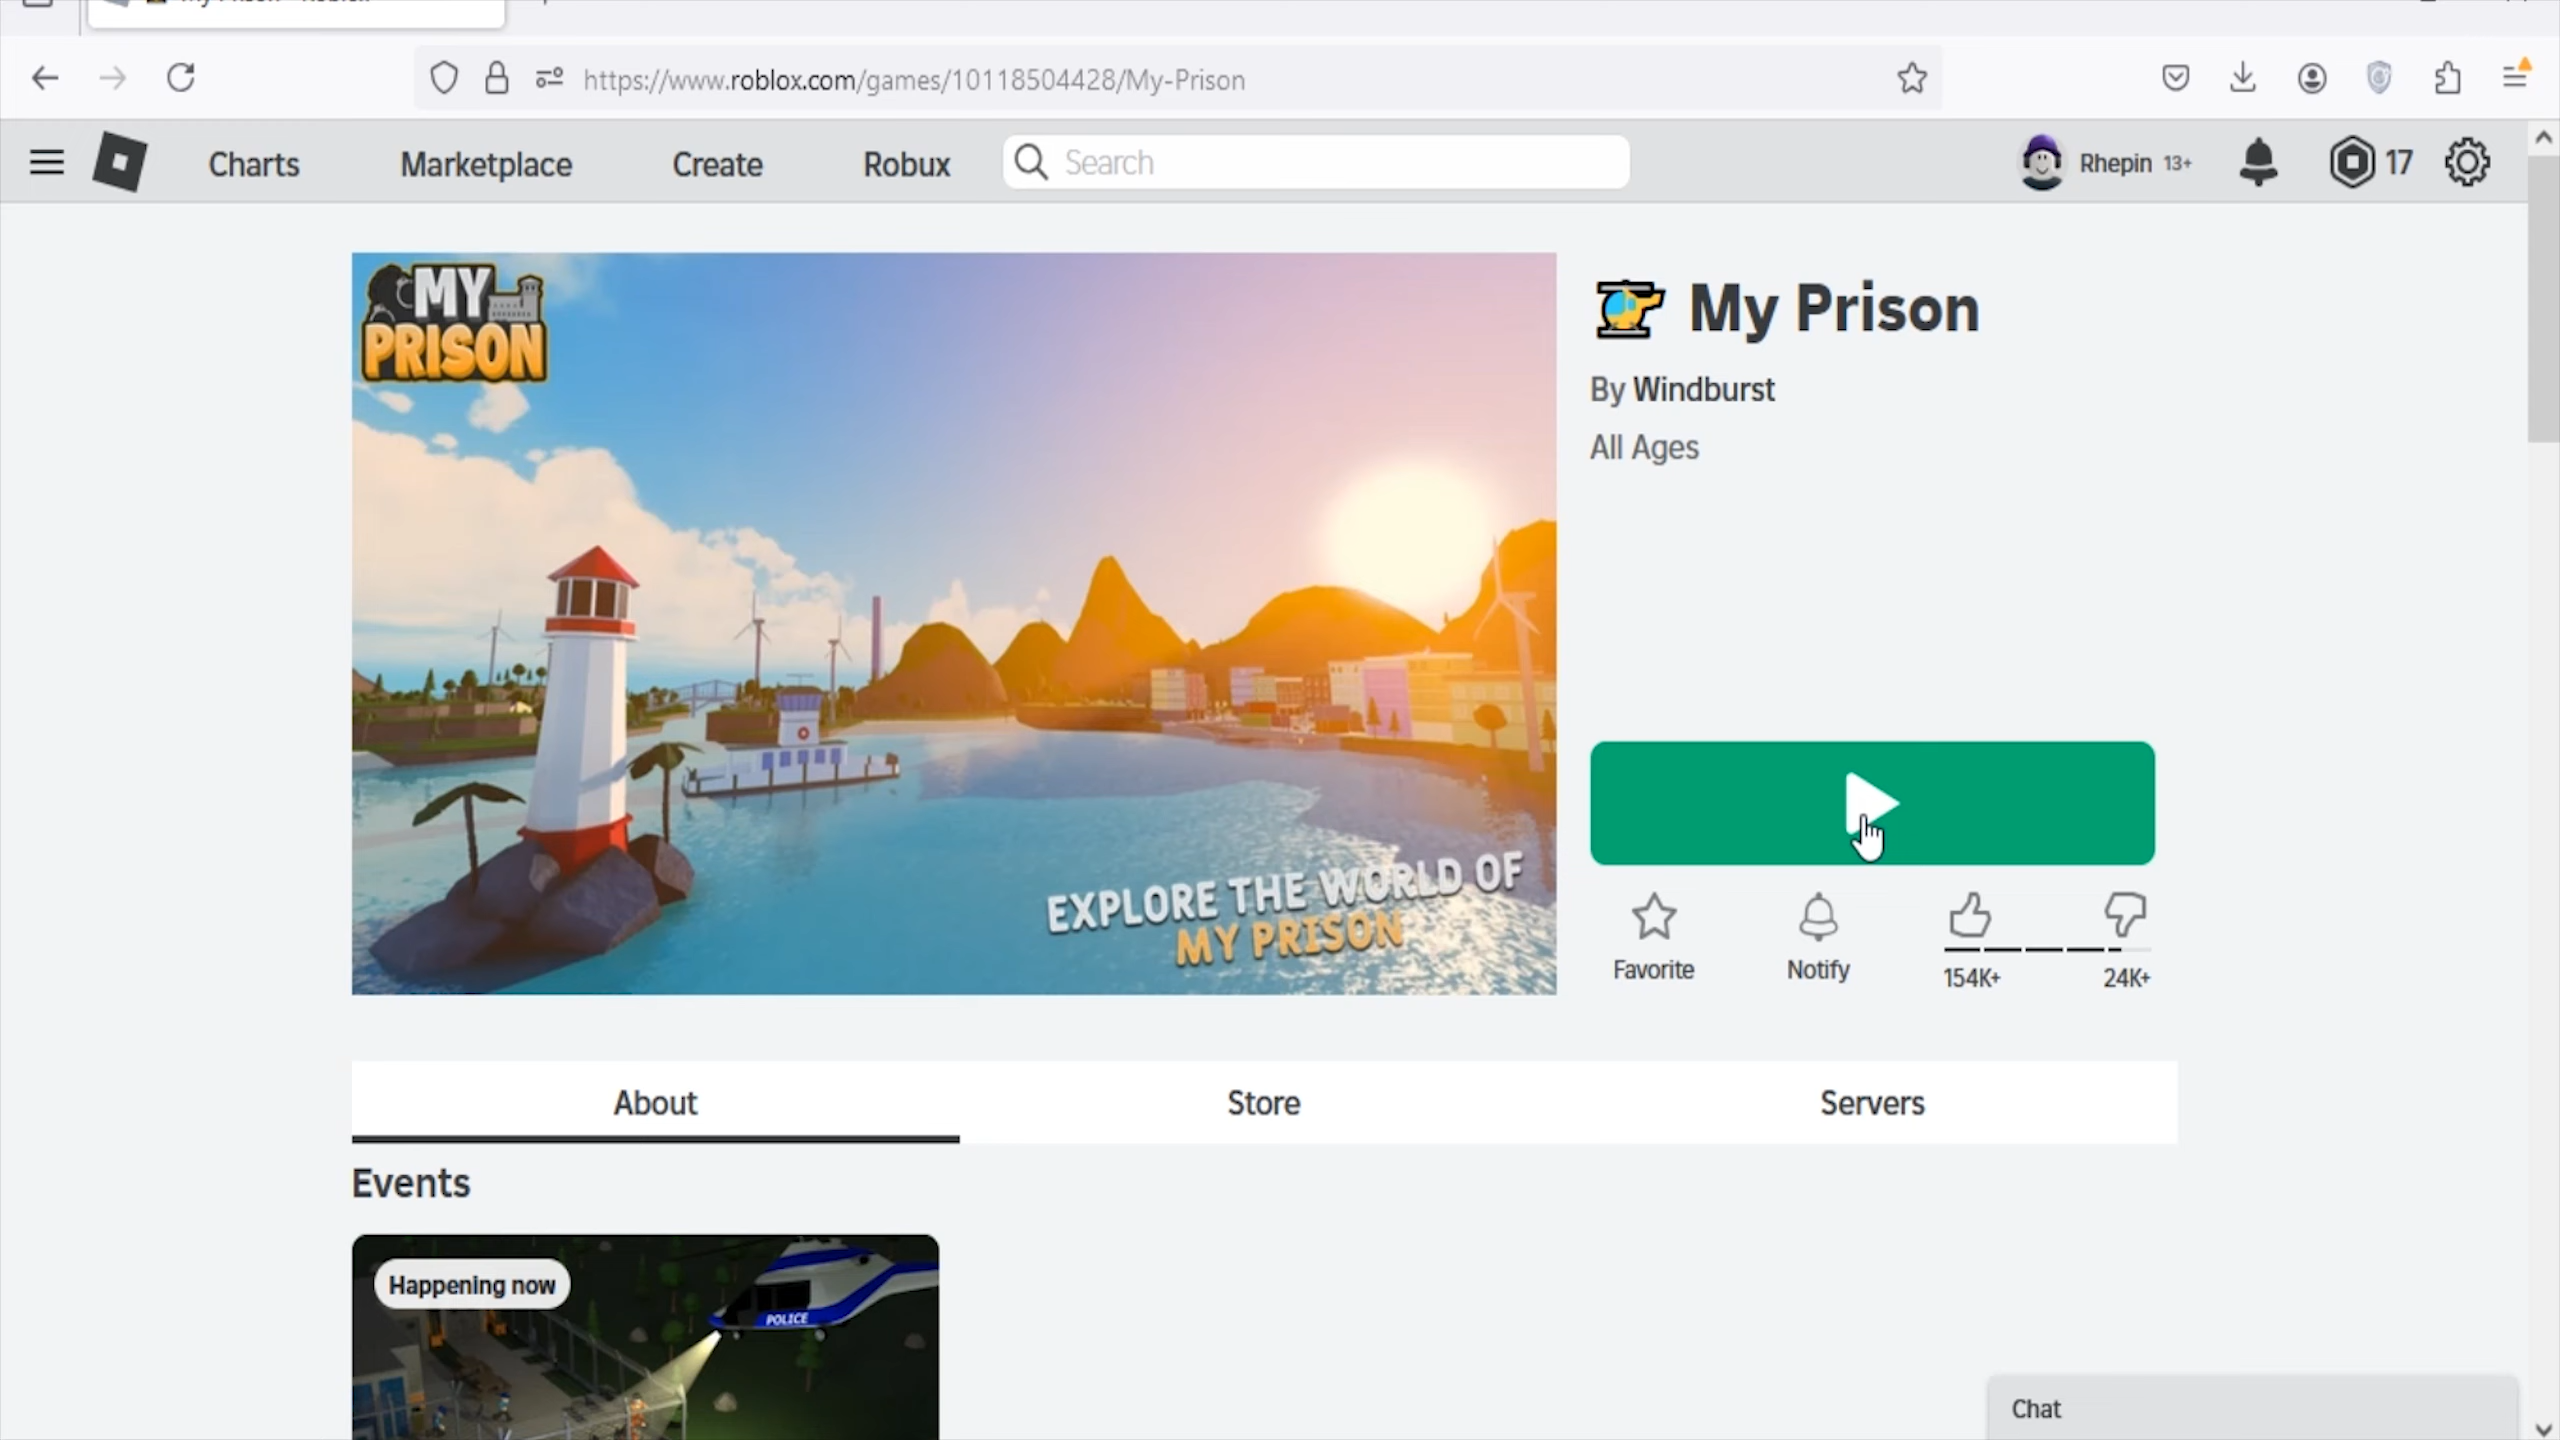 https://www.roblox.com/games/10118504428/My-Prison
Charts
Marketplace
Create
Robux
Search
Rhepin 13+
17
MY
PRISON
EXPLORE THE WORLD OF
MY PRISON
My Prison
By Windburst
All Ages
Favorite
Notify
154K+
24K+
About
Store
Servers
Events
Happening now
POLICE
Chat